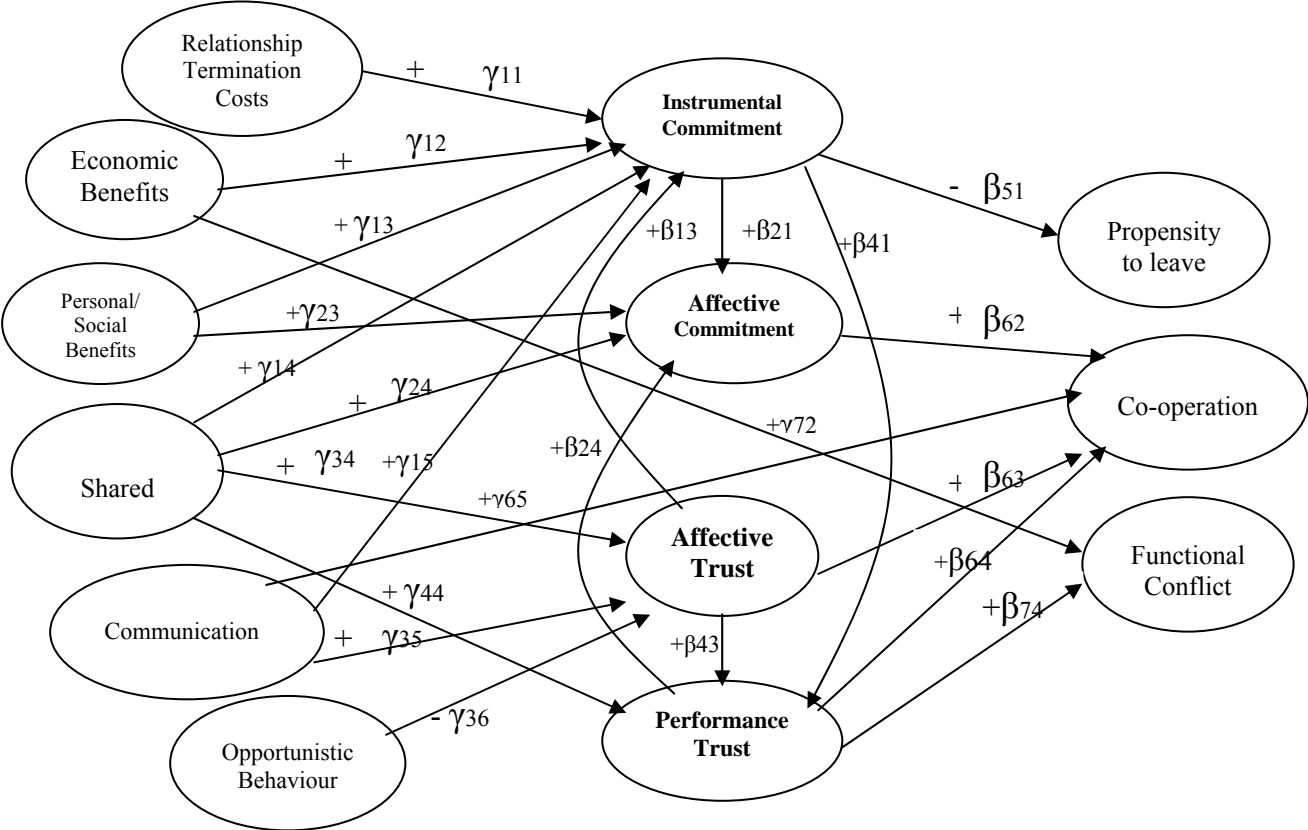 Relationship
Termination
Costs
+ γ11
Instrumental
Commitment
Economic
Benefits
+ γ12
+ γ13
- β51
Propensity
to leave
+β13
+β21
+β41
Personal/
Social
Benefits
+γ23
Affective
Commitment
+ β62
+ γ14
+ γ24
Co-operation
+γ72
Shared
+ γ34
+γ15
+β24
+γ65
+ β63
Affective
Trust
+β64
Functional
Conflict
+ γ44
+β74
Communication
+ γ35
+β43
- γ36
Performance
Trust
Opportunistic
Behaviour